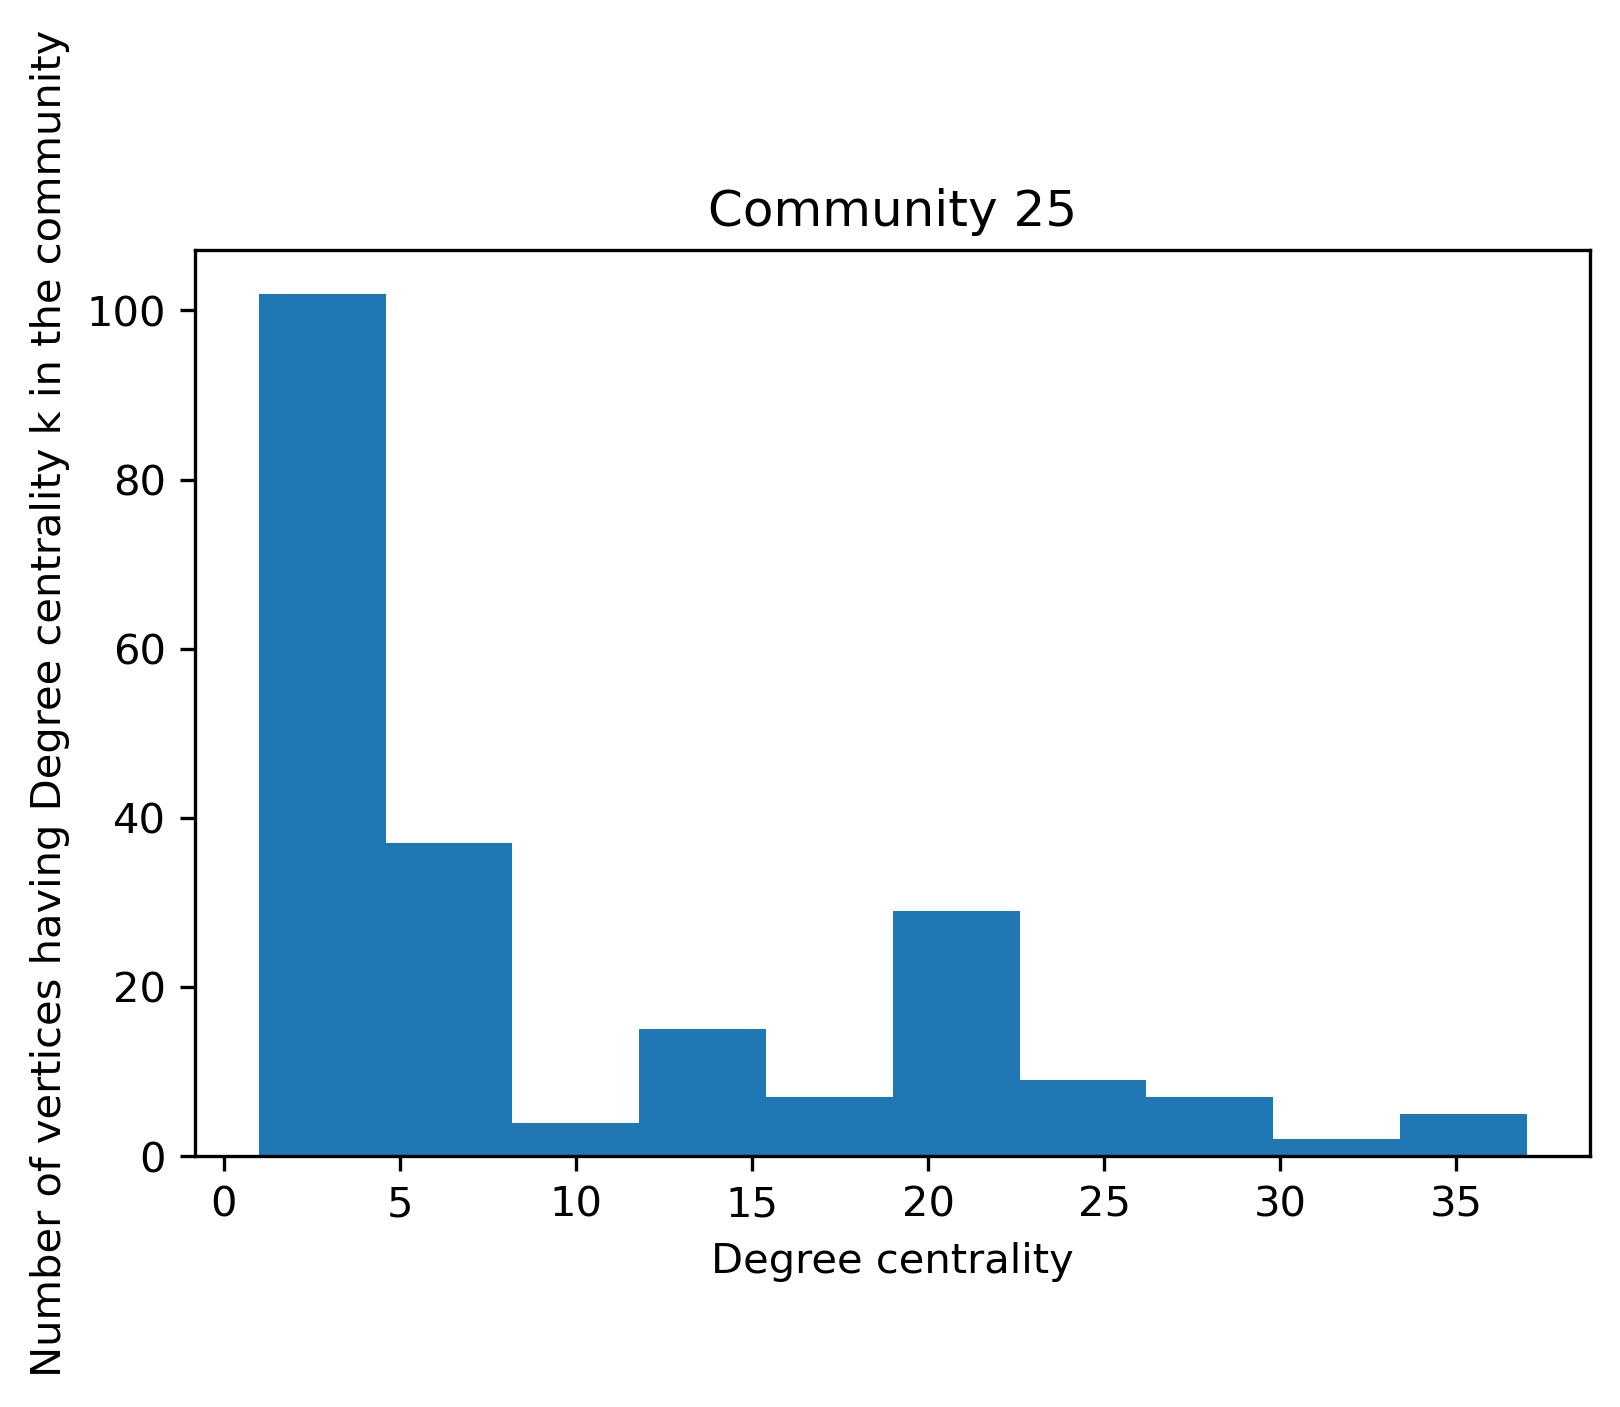 Community 25
Number of vertices having Degree centrality k in the community
100
80
60
40
20
0
0 5 10 15 20 25 30 35
Degree centrality